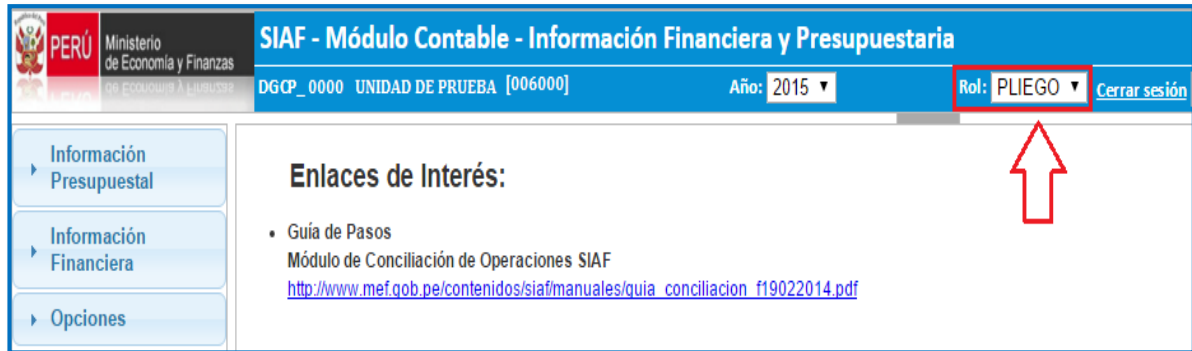 PERÚ
Ministerio
de Economía y Finanzas
SIAF - Módulo Contable - Información Financiera y Presupuestaria
DGCP_0000 UNIDAD DE PRUEBA [006000]
Año: 2015
Rol: PLIEGO
Cerrar sesión
Información
Presupuestal
Información
Financiera
Opciones
Enlaces de Interés:
• Guía de Pasos
Módulo de Conciliación de Operaciones SIAF
http://www.mef.gob.pe/contenidos/siaf/manuales/guia_conciliacion_f19022014.pdf